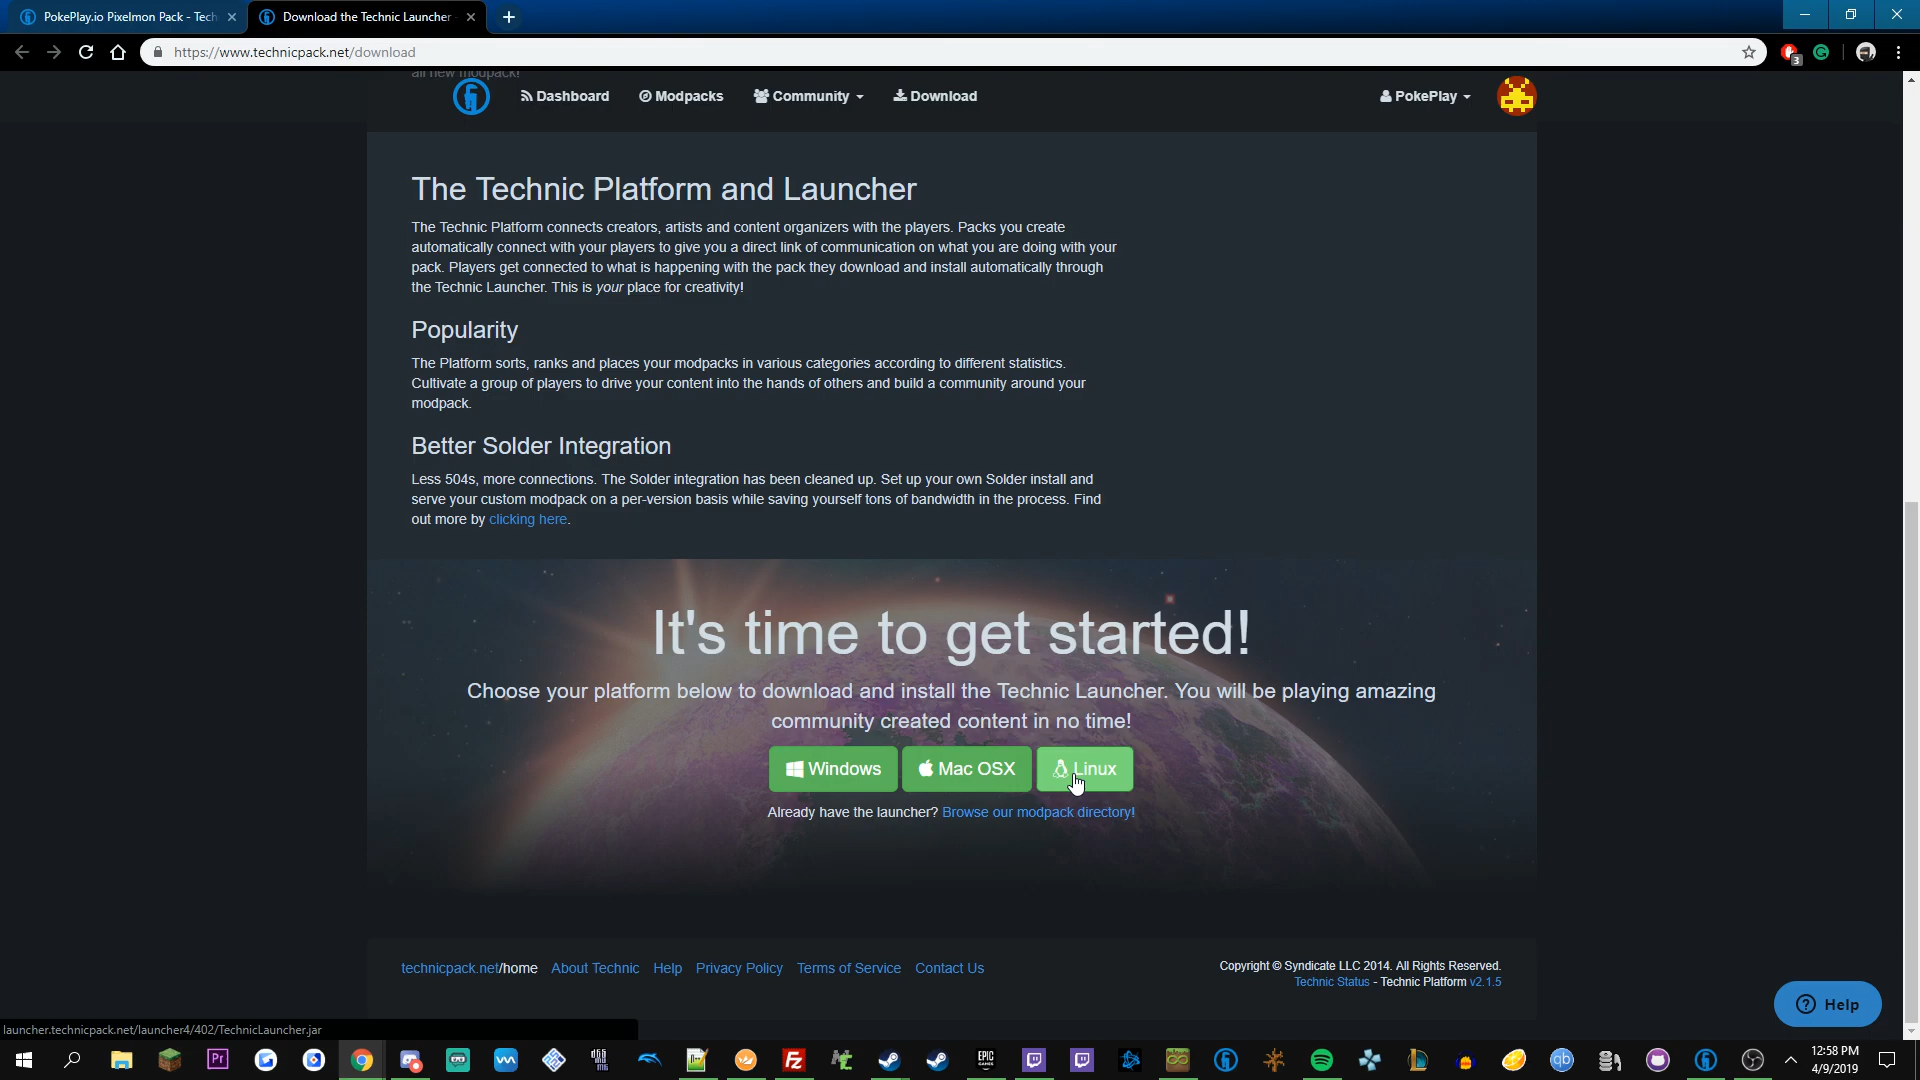 PokePlay.io Pixelmon Pack - Tech
Download the Technic Launcher
https://www.technicpack.net/download
3
all new modpack!
Dashboard
Modpacks
Community
Download
PokePlay
The Technic Platform and Launcher
The Technic Platform connects creators, artists and content organizers with the players. Packs you create
automatically connect with your players to give you a direct link of communication on what you are doing with your
pack. Players get connected to what is happening with the pack they download and install automatically through
the Technic Launcher. This is your place for creativity!
Popularity
The Platform sorts, ranks and places your modpacks in various categories according to different statistics.
Cultivate a group of players to drive your content into the hands of others and build a community around your
modpack.
Better Solder Integration
Less 504s, more connections. The Solder integration has been cleaned up. Set up your own Solder install and
serve your custom modpack on a per-version basis while saving yourself tons of bandwidth in the process. Find
out more by clicking here.
It's time to get started!
Choose your platform below to download and install the Technic Launcher. You will be playing amazing
community created content in no time!
Windows
Mac OSX
Linux
Already have the launcher? Browse our modpack directory!
technicpack.net/home About Technic Help Privacy Policy Terms of Service Contact Us
Copyright © Syndicate LLC 2014. All Rights Reserved.
Technic Status - Technic Platform v2.1.5
Help
launcher.technicpack.net/launcher4/402/TechnicLauncher.jar
Pr
EPIC
GAMES
qb
12:58 PM
4/9/2019